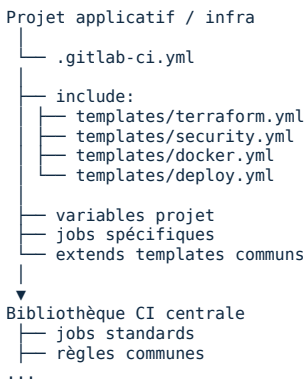 Projet applicatif / infra
│
└── .gitlab-ci.yml
│
├── include:
│ ├── templates/terraform.yml
│ ├── templates/security.yml
│ ├── templates/docker.yml
│ └── templates/deploy.yml
│
├── variables projet
├── jobs spécifiques
└── extends templates communs
│
▼
Bibliothèque CI centrale
├── jobs standards
├── règles communes
...